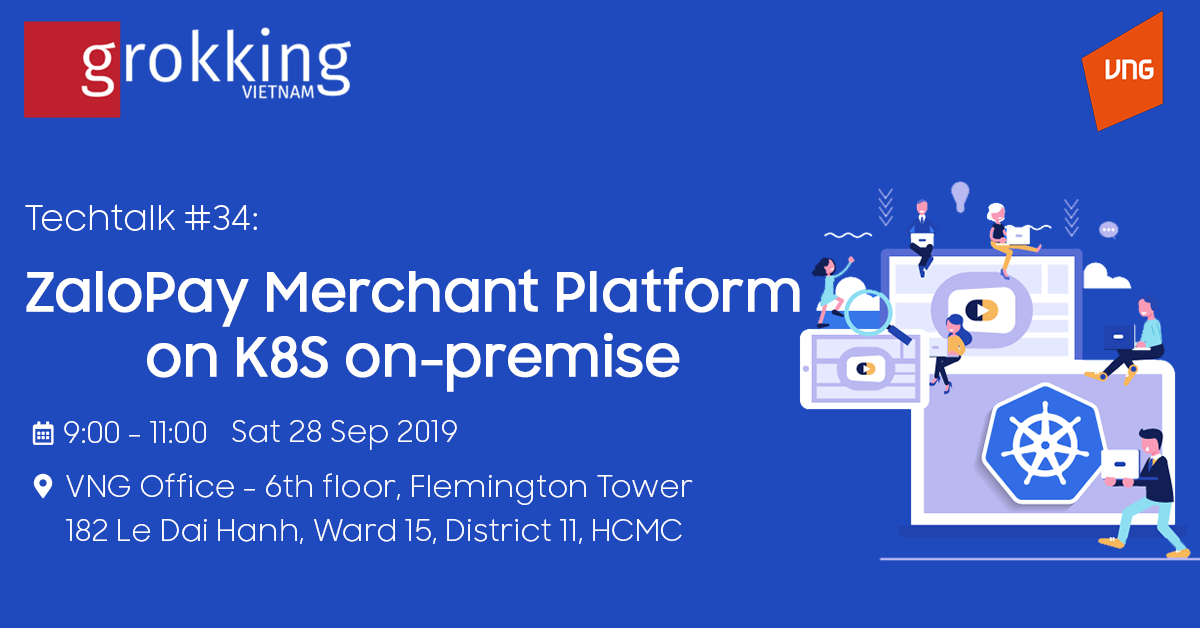 grokking
VIETNAM
VNG
Techtalk #34:
ZaloPay Merchant Platform
on K8S on-premise
9:00 - 11:00 Sat 28 Sep 2019
VNG Office - 6th floor, Flemington Tower
182 Le Dai Hanh, Ward 15, District 11, HCMC